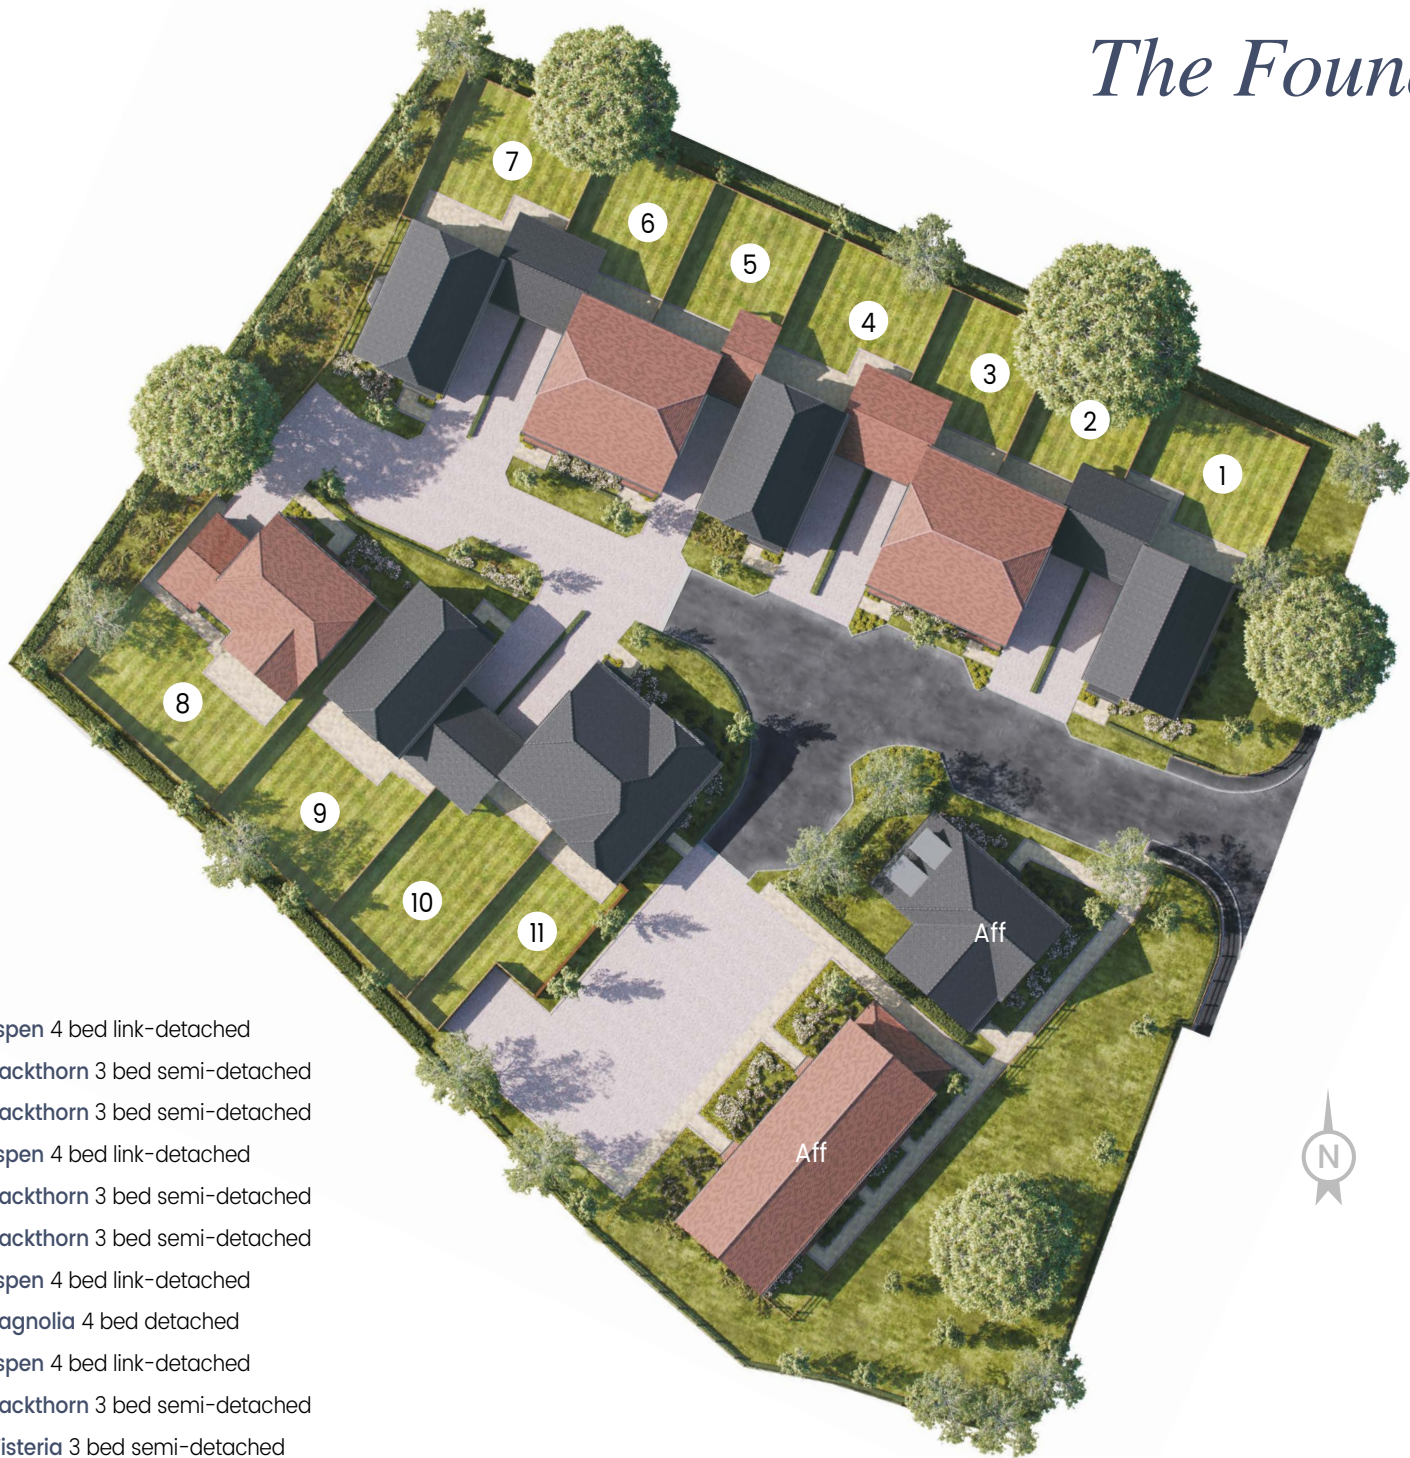 The Foun
7
6
5
4
3
2
1
8
9
10
11
Aff
Aff
N
spen 4 bed link-detached
ackthorn 3 bed semi-detached
ackthorn 3 bed semi-detached
spen 4 bed link-detached
ackthorn 3 bed semi-detached
ackthorn 3 bed semi-detached
spen 4 bed link-detached
agnolia 4 bed detached
spen 4 bed link-detached
ackthorn 3 bed semi-detached
isteria 3 bed semi-detached